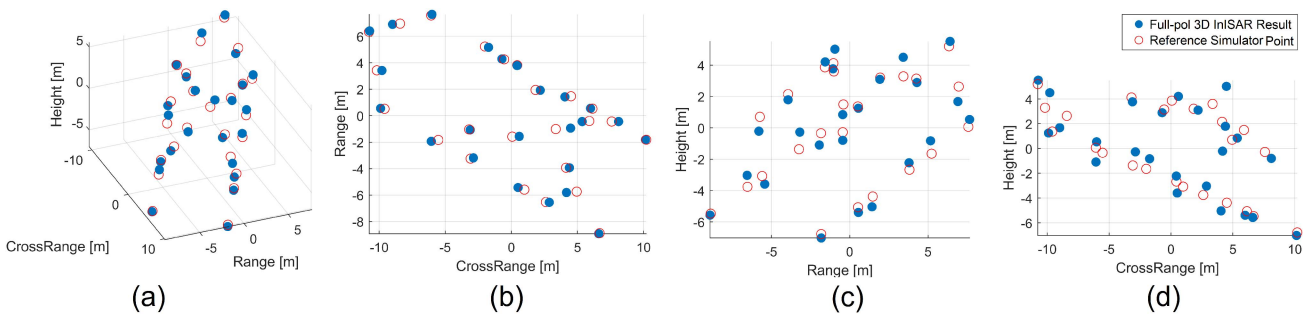 5
0
-5
Height [m]
-10
0
10
CrossRange [m]
-5
0
5
Range [m]
(a)
6
4
2
0
-2
-4
-6
-8
Range [m]
-10
-5
0
5
10
CrossRange [m]
(b)
4
2
0
-2
-4
-6
Height [m]
-5
0
5
Range [m]
(c)
Full-pol 3D InISAR Result
Reference Simulator Point
4
2
0
-2
-4
-6
Height [m]
-10
-5
0
5
10
CrossRange [m]
(d)